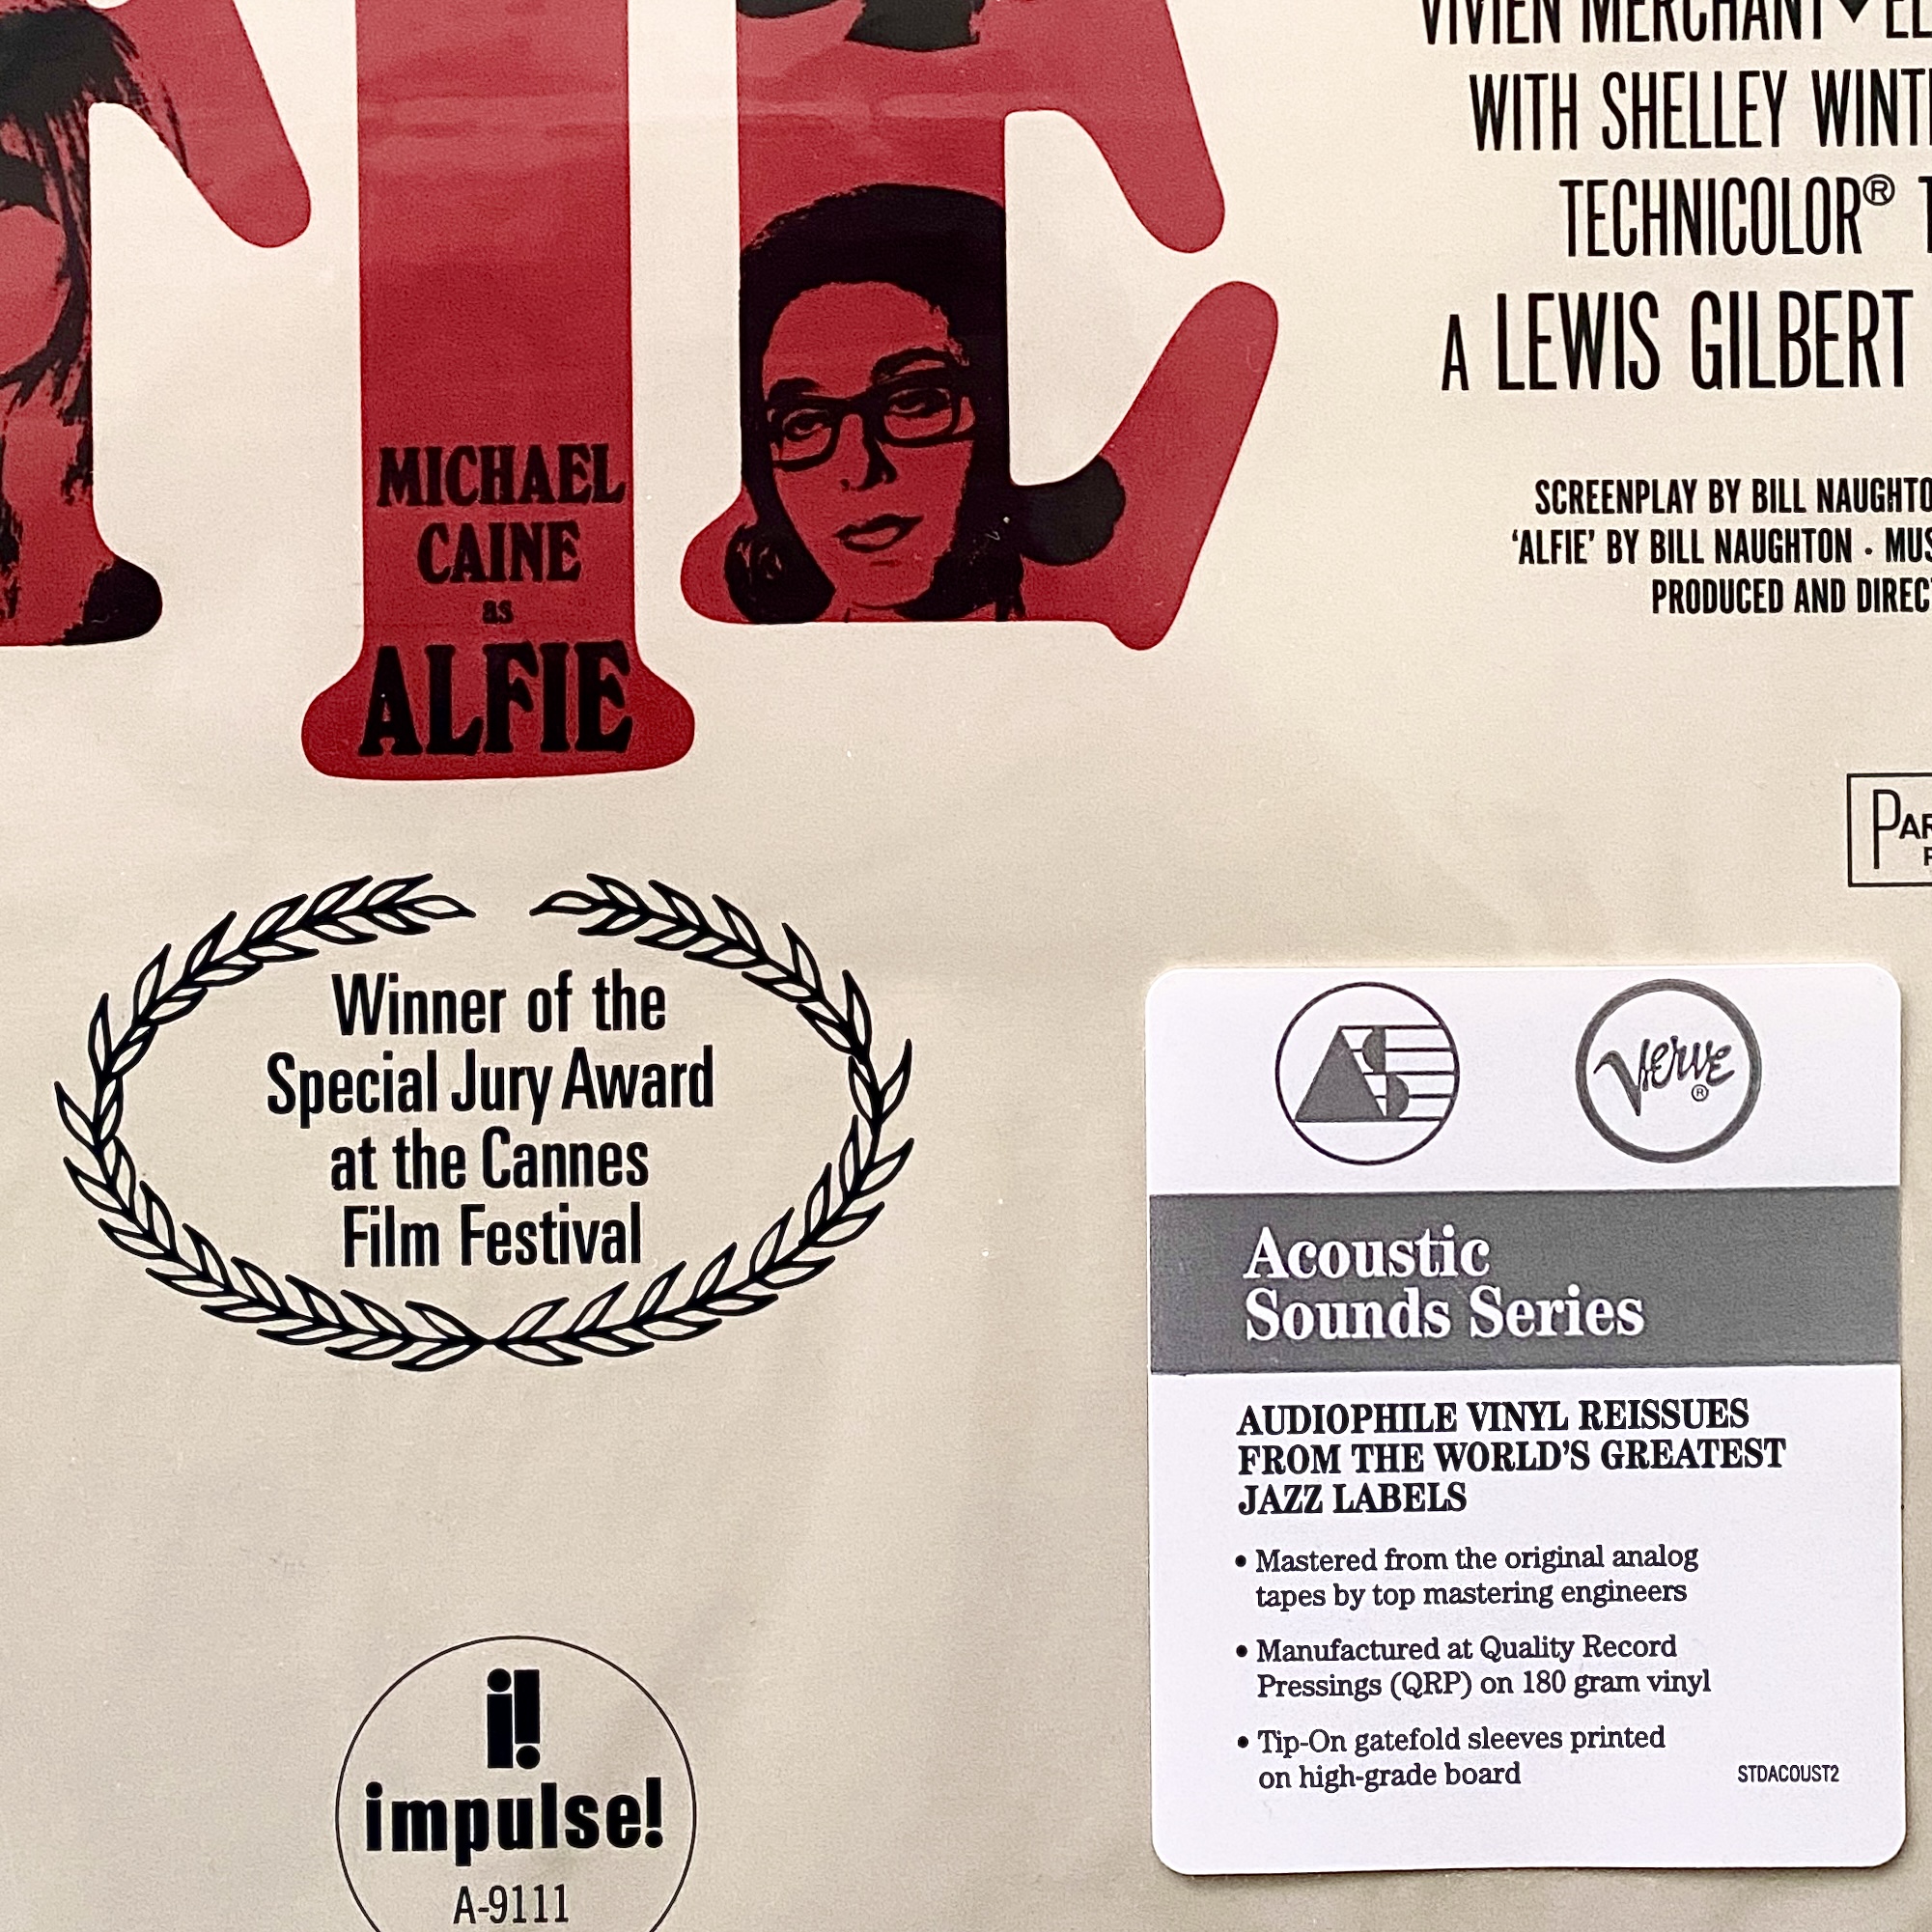 VIVIEN MERCHANT
WITH SHELLEY
TECHNICOLOR®
A LEWIS GILBERT
MICHAEL
CAINE
as
ALFIE
SCREENPLAY BY BILL
'ALFIE' BY BILL NAUGHTON •
PRODUCED AND
Winner of the
Special Jury Award
at the Cannes
Film Festival
impulse!
A-9111
AS
Verve®
Acoustic
Sounds Series
AUDIOPHILE VINYL REISSUES
FROM THE WORLD'S GREATEST
JAZZ LABELS
• Mastered from the original analog
tapes by top mastering engineers
• Manufactured at Quality Record
Pressings (QRP) on 180 gram vinyl
• Tip-On gatefold sleeves printed
on high-grade board
STDACOUST2